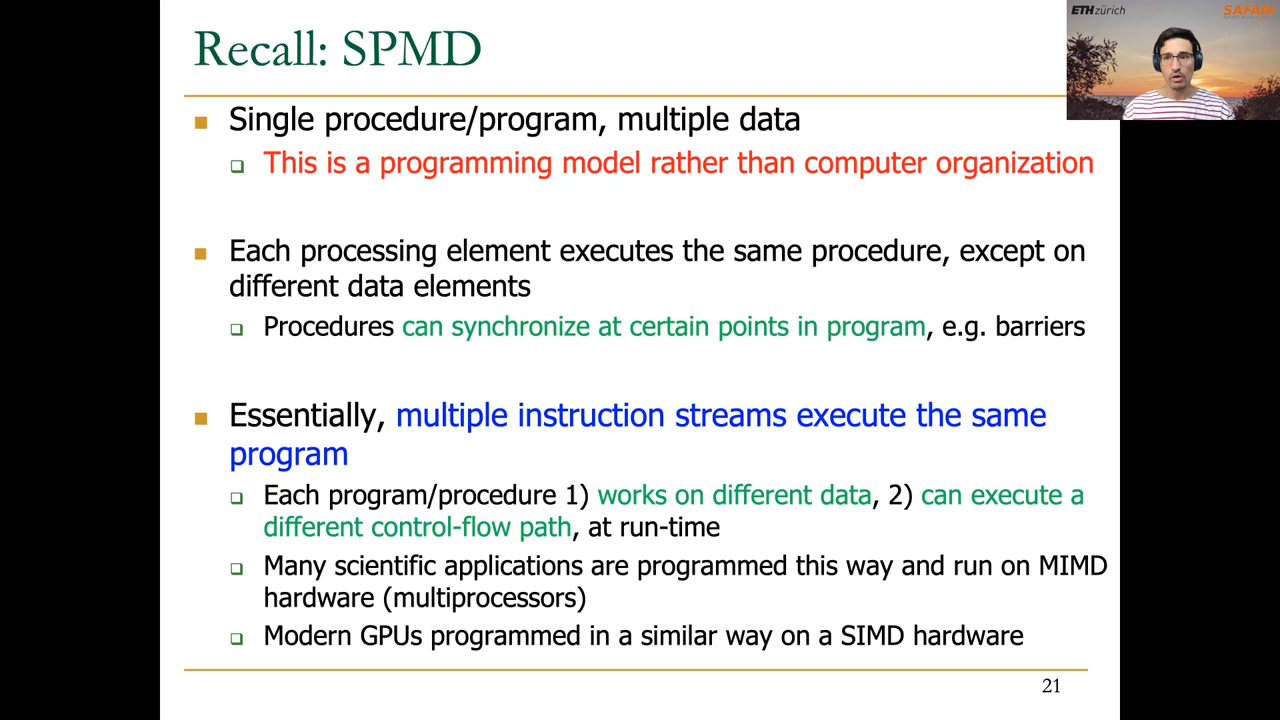 Recall: SPMD
ETH zürich
SAFARI
Single procedure/program, multiple data
This is a programming model rather than computer organization
Each processing element executes the same procedure, except on
different data elements
Procedures can synchronize at certain points in program, e.g. barriers
Essentially, multiple instruction streams execute the same
program
Each program/procedure 1) works on different data, 2) can execute a
different control-flow path, at run-time
Many scientific applications are programmed this way and run on MIMD
hardware (multiprocessors)
Modern GPUs programmed in a similar way on a SIMD hardware
21